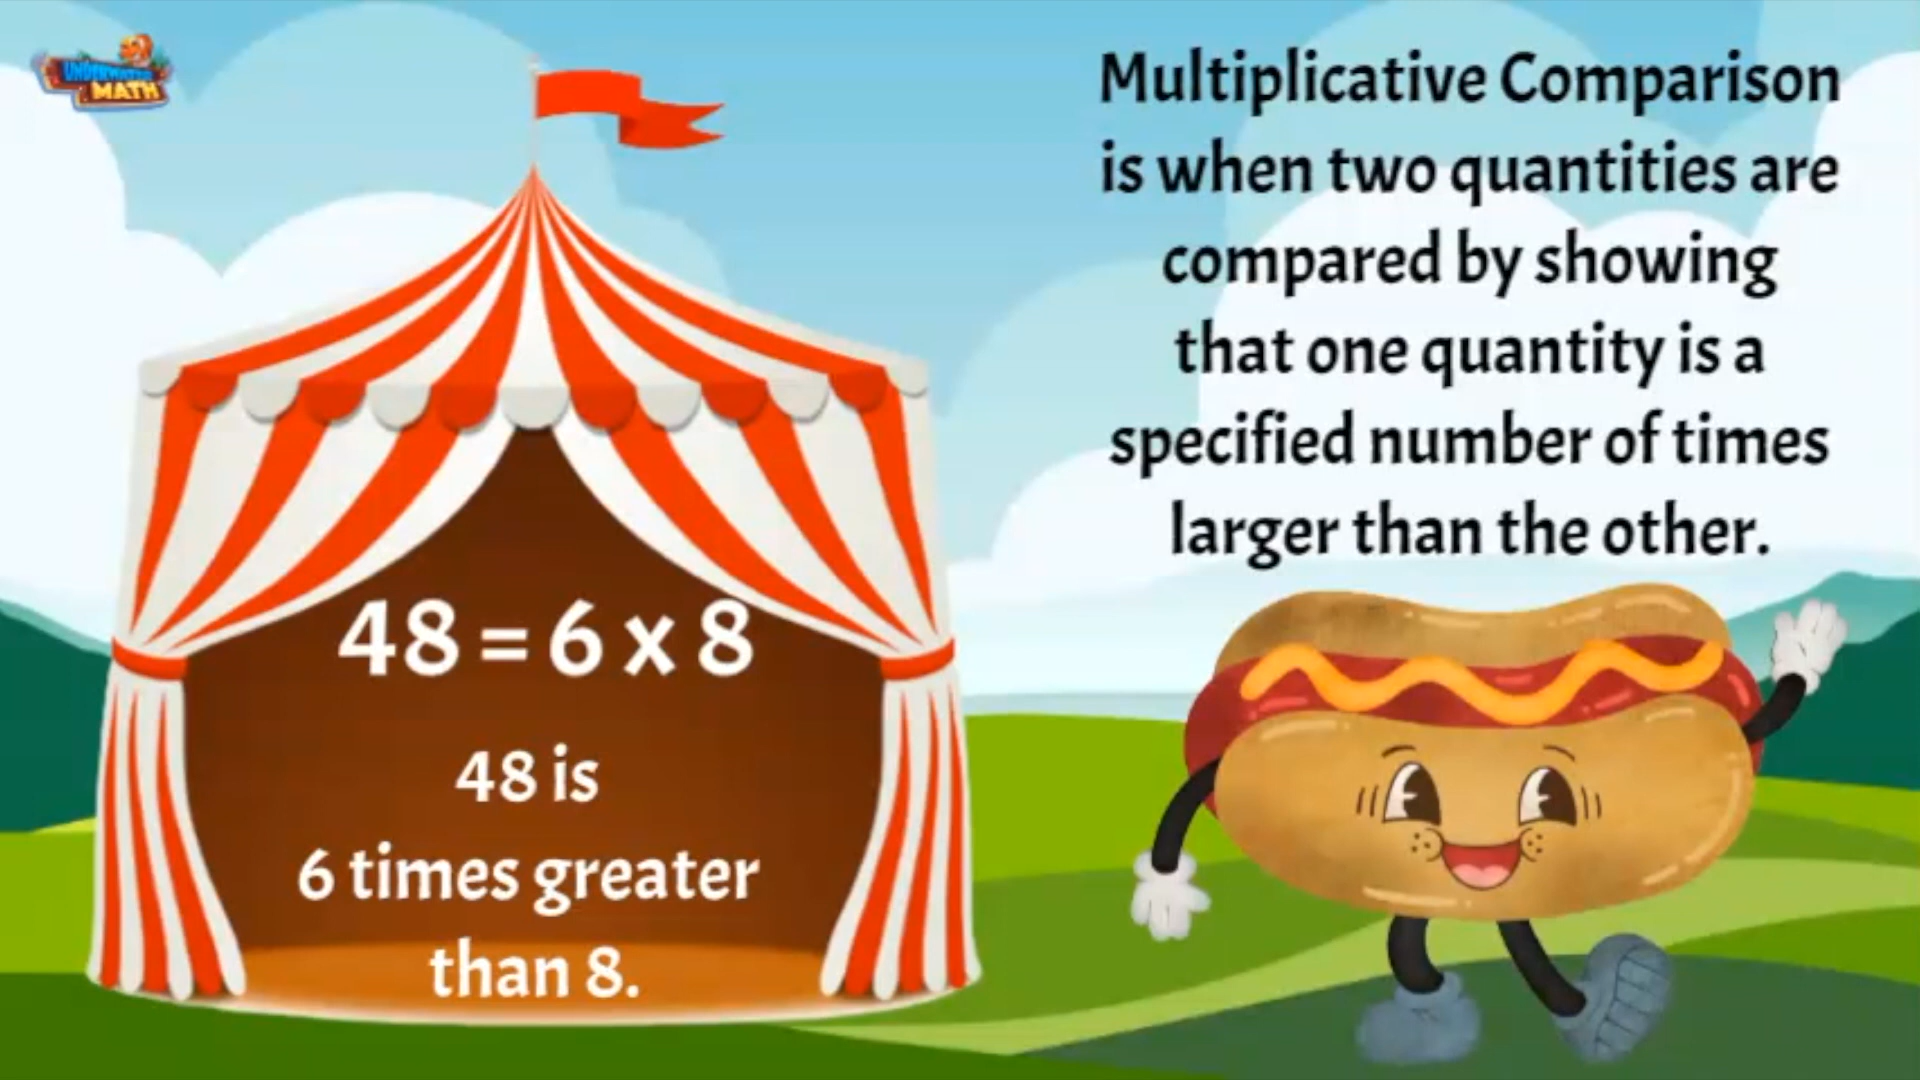 UNDERWATER
MATH
Multiplicative Comparison
is when two quantities are
compared by showing
that one quantity is a
specified number of times
larger than the other.
48 = 6 x 8
48 is
6 times greater
than 8.